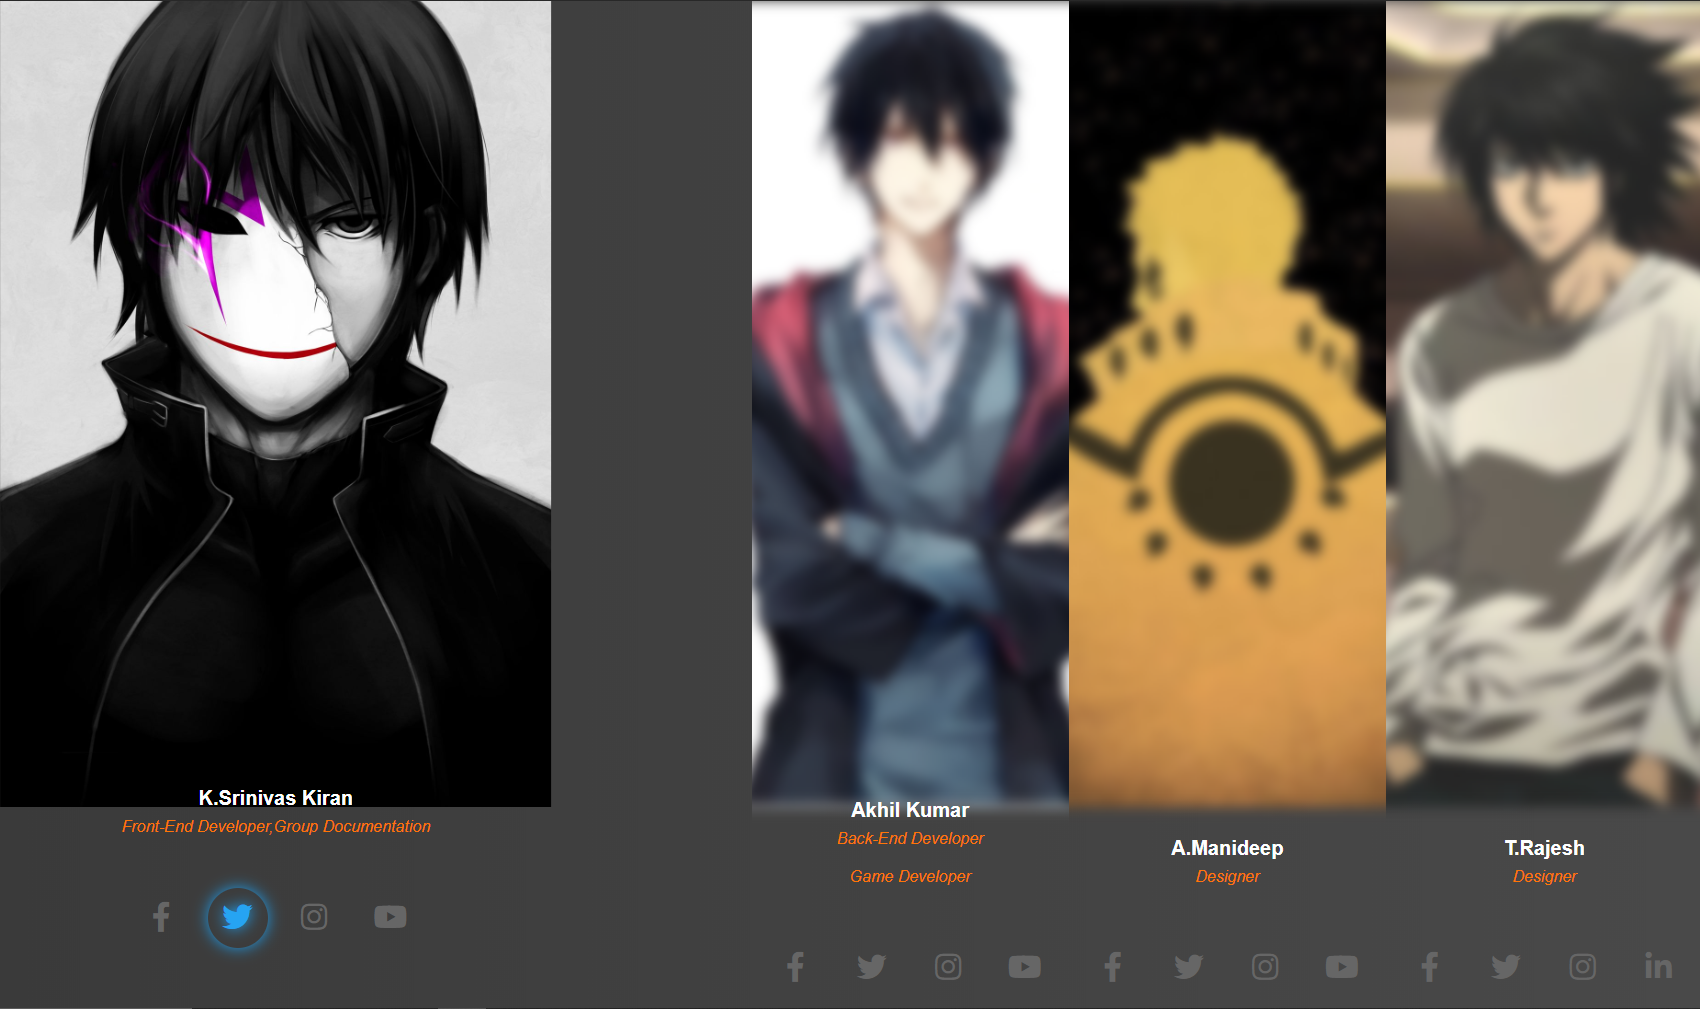 K.Srinivas Kiran
Front-End Developer,Group Documentation
Akhil Kumar
Back-End Developer
Game Developer
A.Manideep
Designer
T.Rajesh
Designer